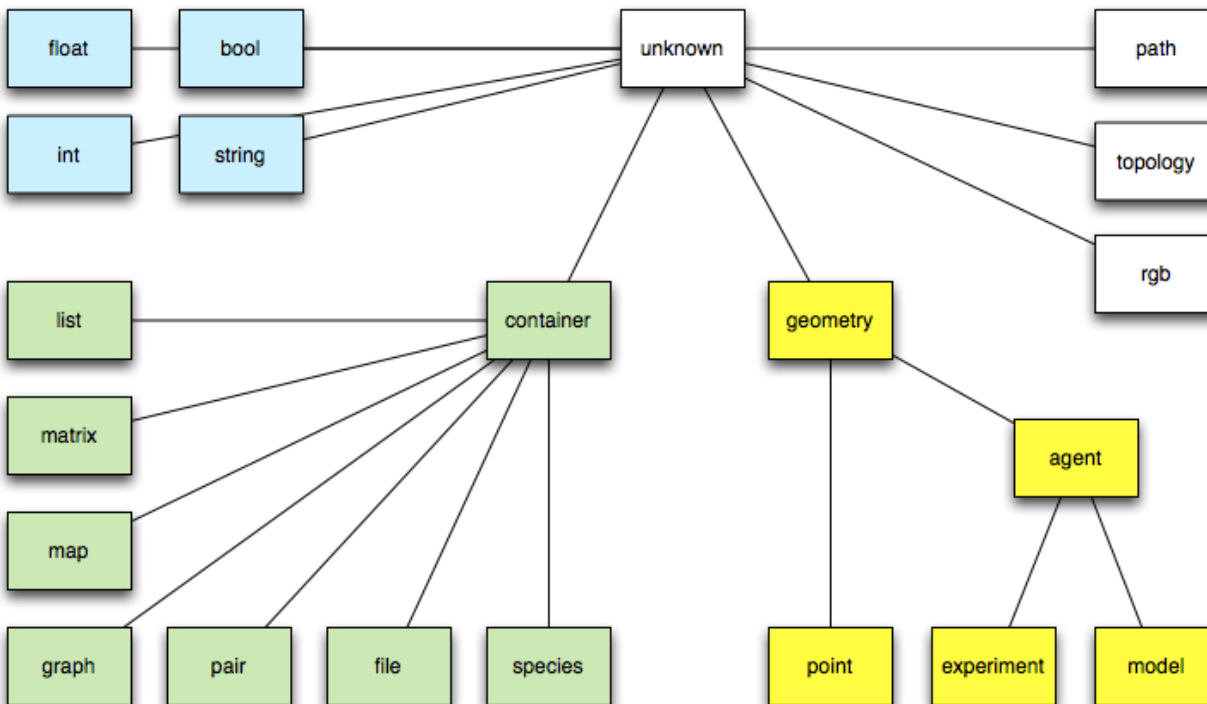 float
bool
unknown
path
int
string
topology
rgb
list
container
geometry
matrix
agent
map
graph
pair
file
species
point
experiment
model